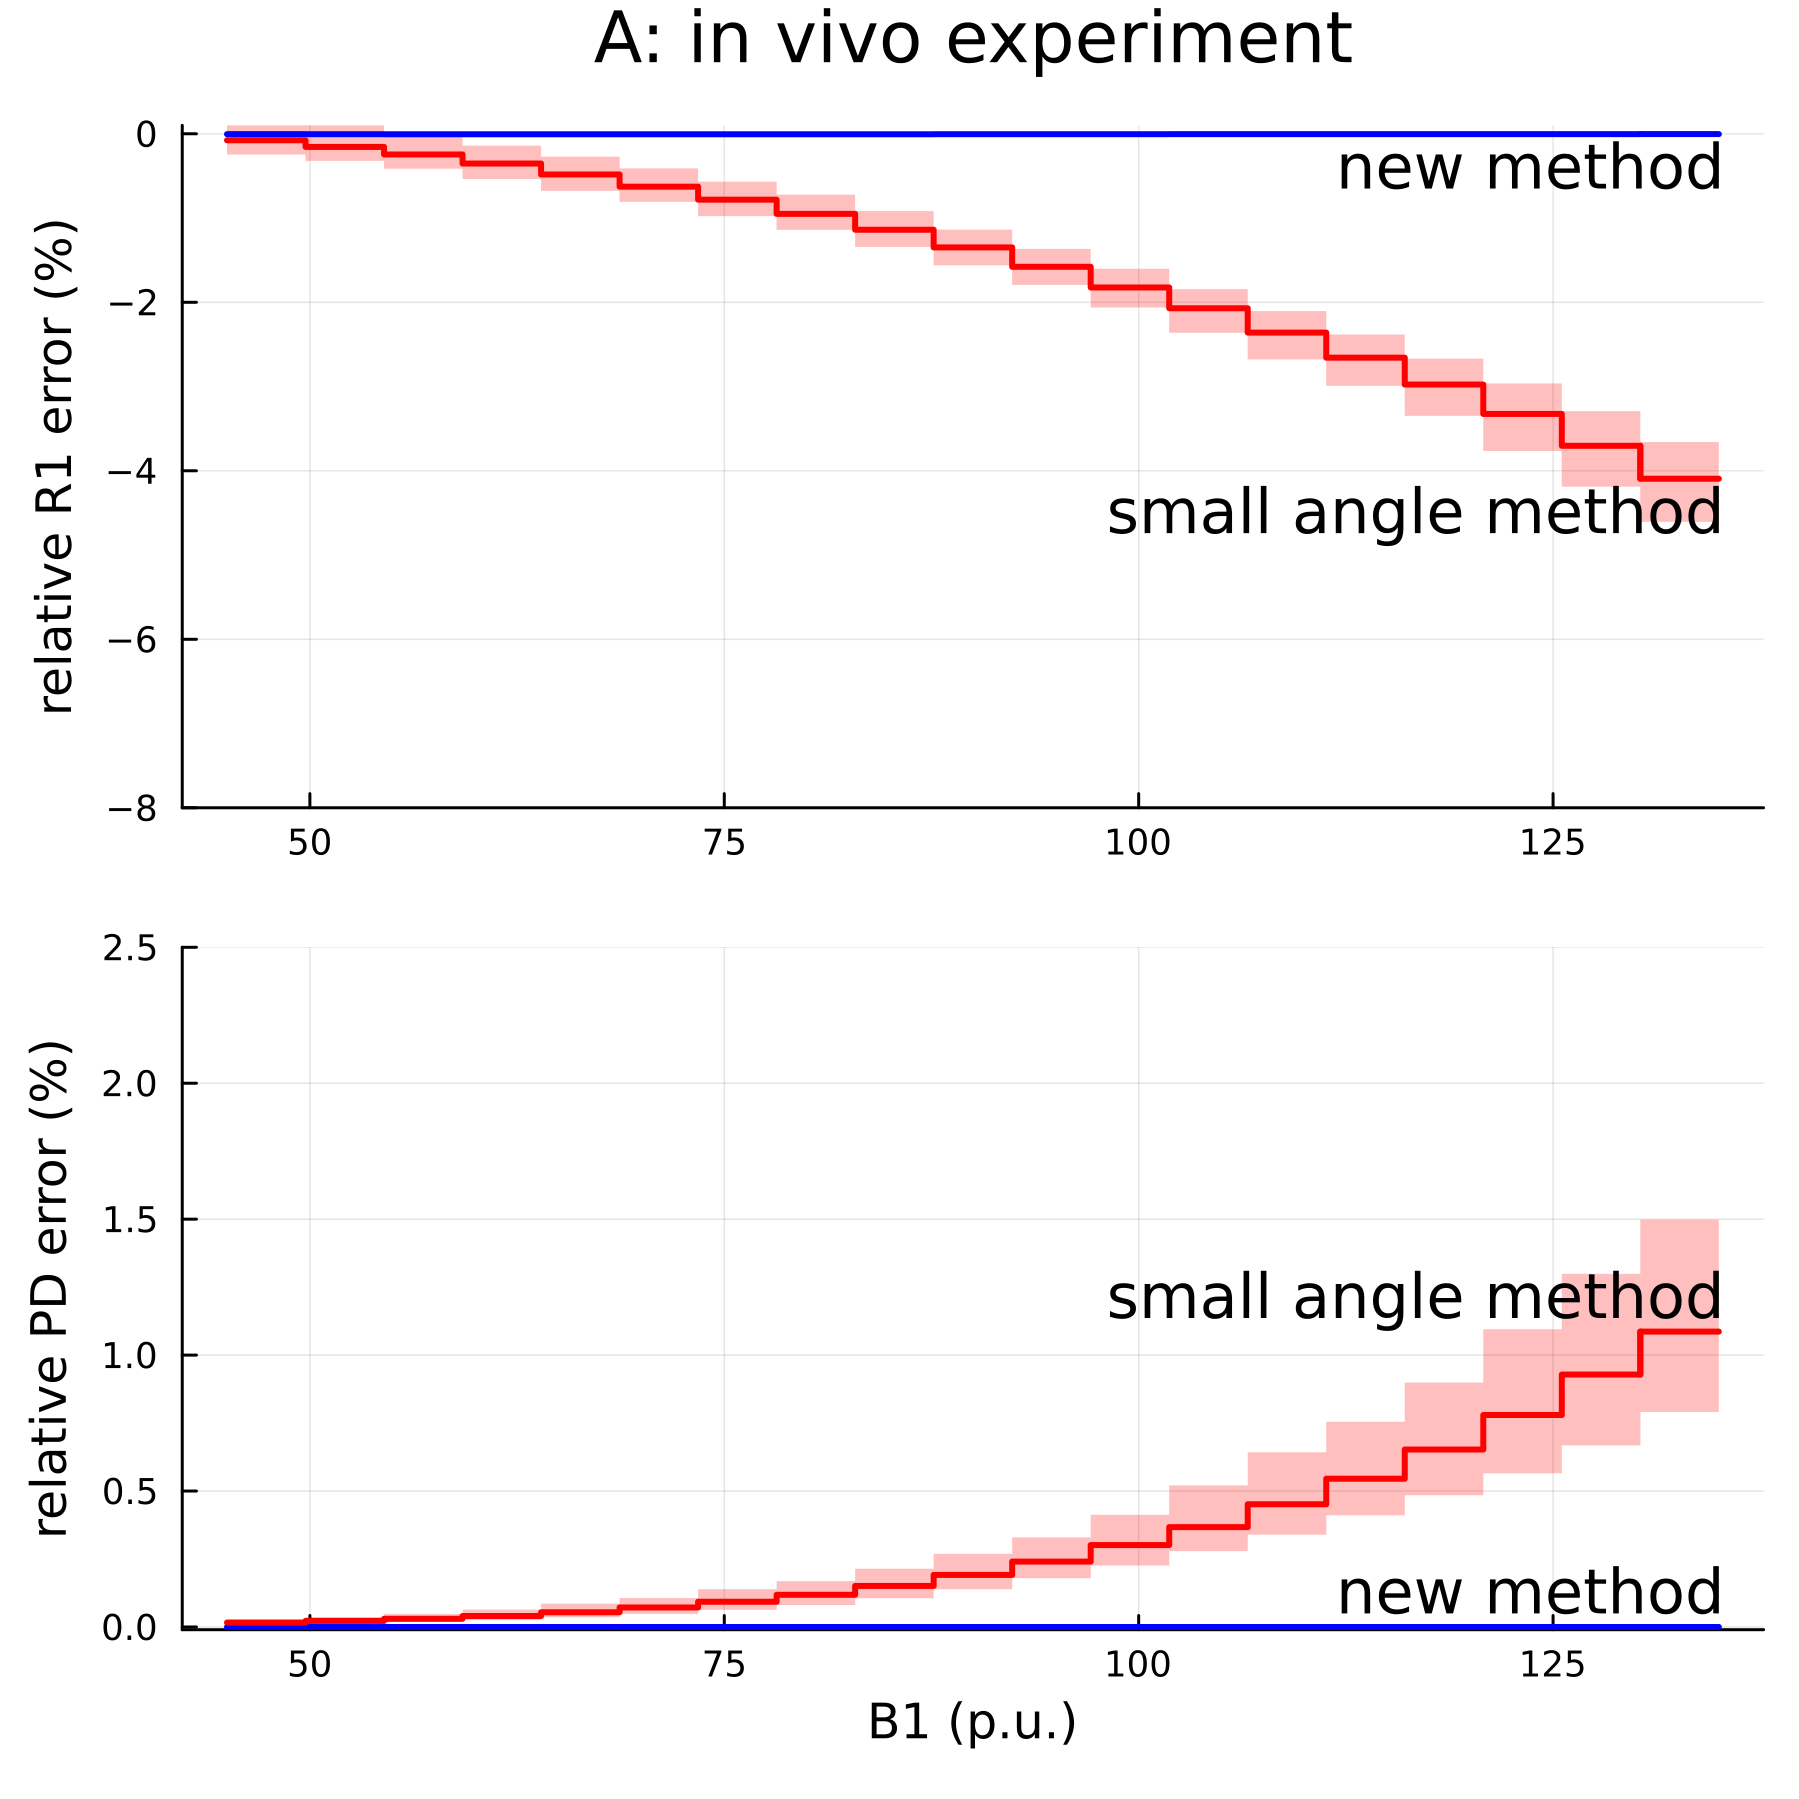 A: in vivo experiment
relative R1 error (%)
0
−2
−4
−6
−8
new method
small angle method
50 75 100 125
relative PD error (%)
2.5
2.0
1.5
1.0
0.5
0.0
small angle method
new method
50 75 100 125
B1 (p.u.)